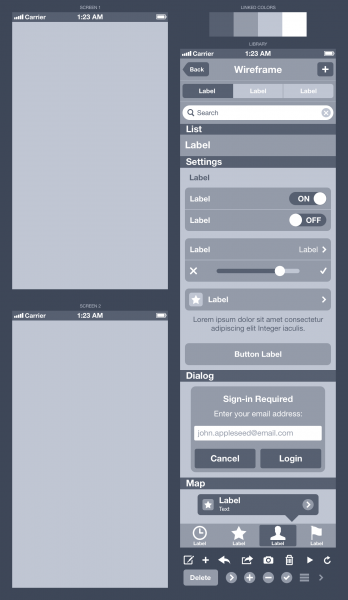 SCREEN 1
Carrier 1:23 AM
SCREEN 2
Carrier 1:23 AM
LINKED COLORS
LIBRARY
Carrier 1:23 AM
Back Wireframe +
Label Label Label
Search
List
Label
Settings
Label
Label ON
Label OFF
Label Label
Label
Lorem ipsum dolor sit amet consectetur
adipiscing elit Integer iaculis.
Button Label
Dialog
Sign-in Required
Enter your email address:
john.appleseed@email.com
Cancel Login
Map
Label
Text
Label Label Label Label
Delete